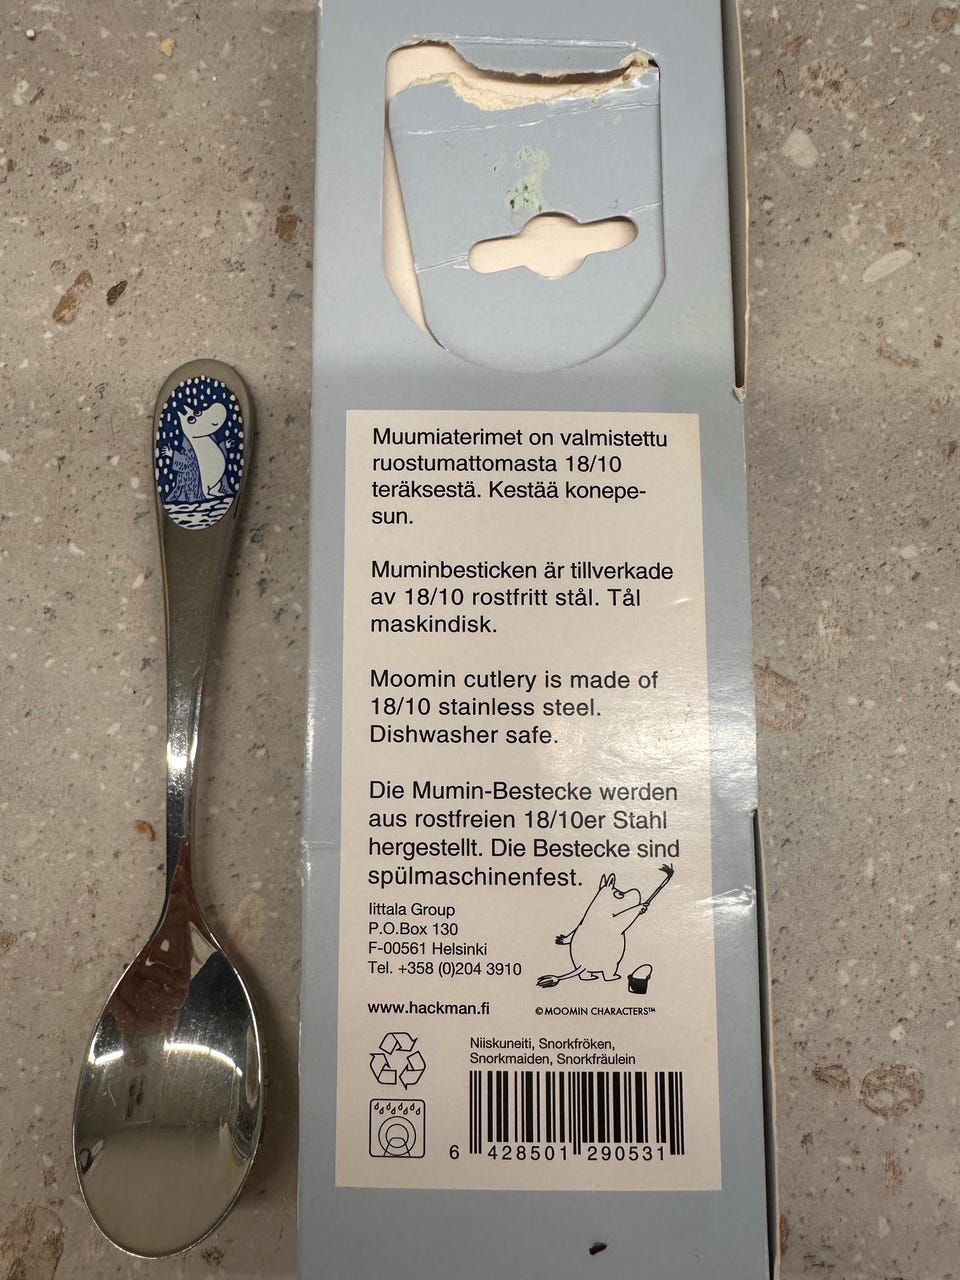 Muumiaterimet on valmistettu
ruostumattomasta 18/10
teräksestä. Kestää konepe-
sun.
Muminbesticken är tillverkade
av 18/10 rostfritt stål. Tål
maskindisk.
Moomin cutlery is made of
18/10 stainless steel.
Dishwasher safe.
Die Mumin-Bestecke werden
aus rostfreien 18/10er Stahl
hergestellt. Die Bestecke sind
spülmaschinenfest.
Iittala Group
P.O.Box 130
F-00561 Helsinki
Tel. +358 (0)204 3910
www.hackman.fi
©MOOMIN CHARACTERS™
Niiskuneiti, Snorkfröken,
Snorkmaiden, Snorkfräulein
6 428501 290531